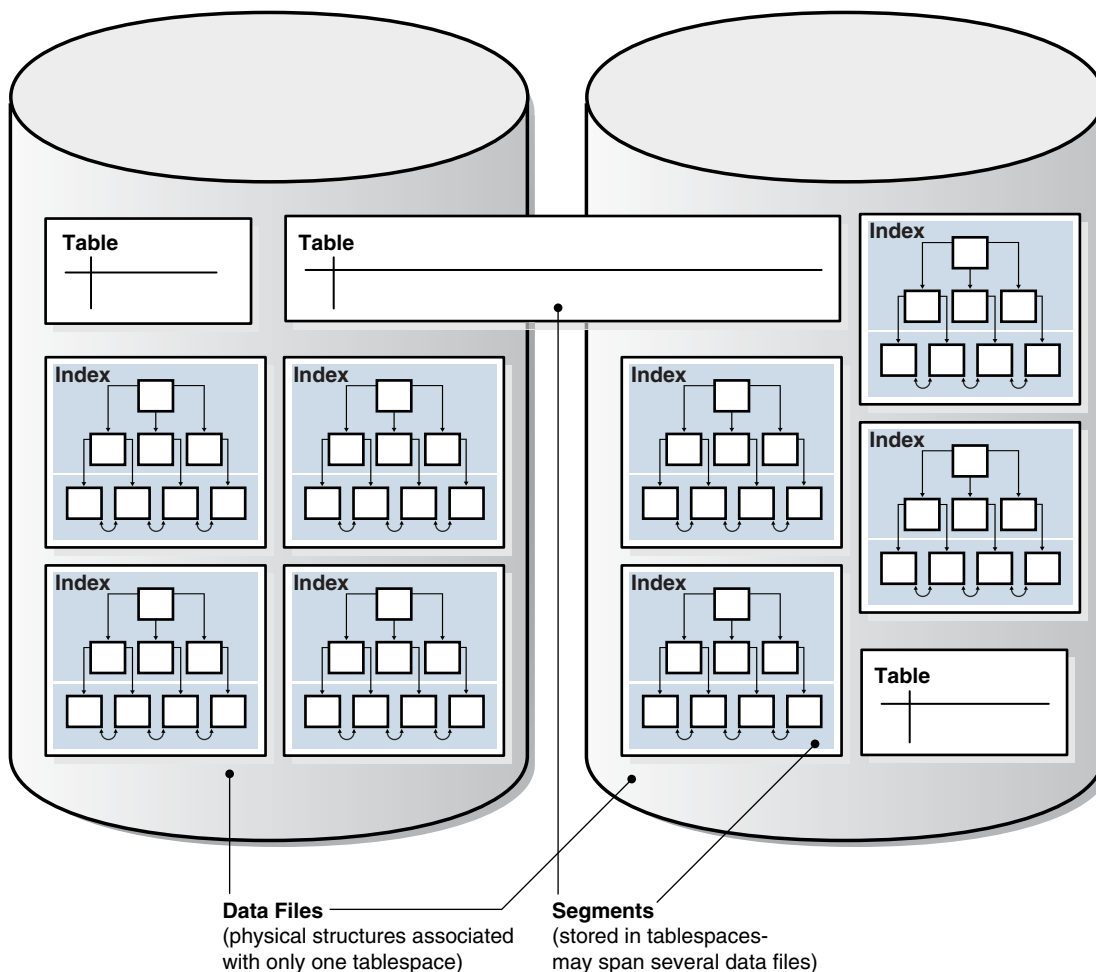 Table
Table
Index
Index
Index
Index
Index
Index
Index
Index
Table
Data Files
(physical structures associated
with only one tablespace)
Segments
(stored in tablespaces-
may span several data files)